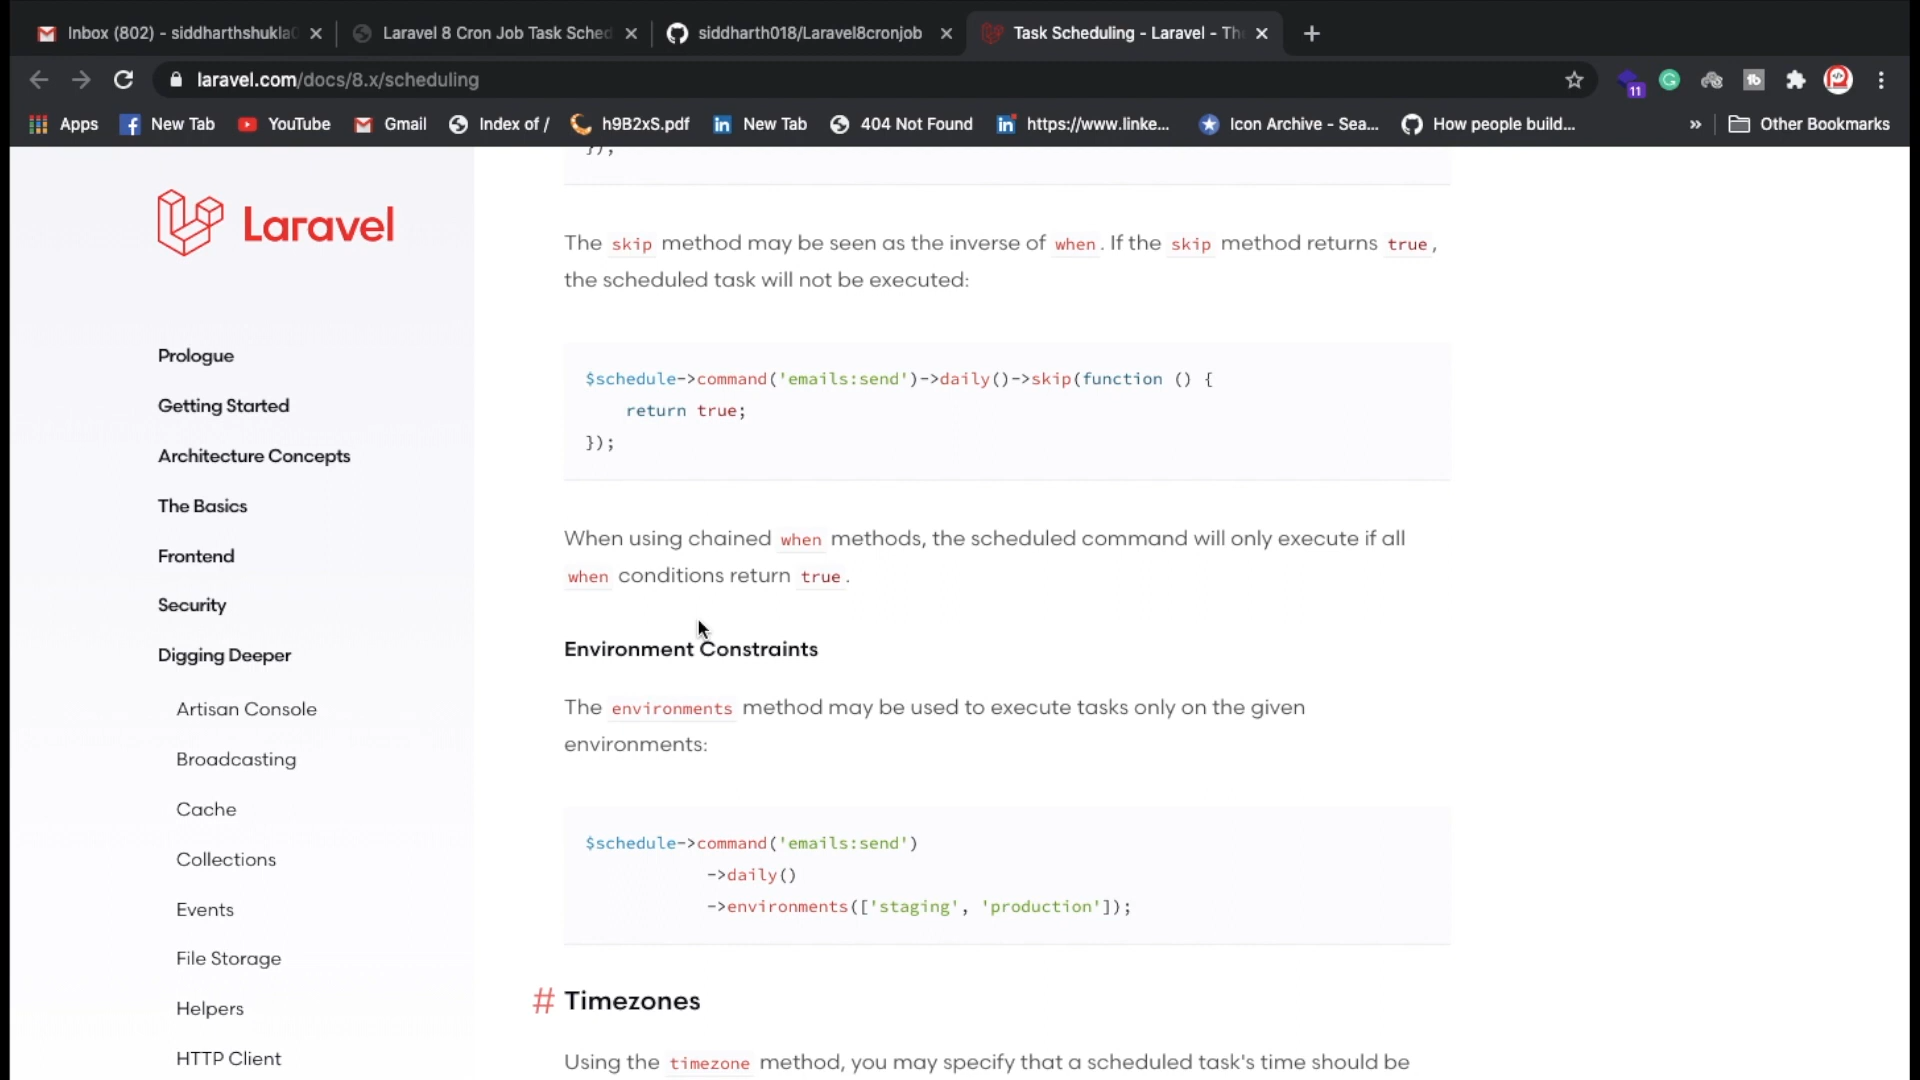 Inbox (802) - siddharthshukla
Laravel 8 Cron Job Task Sched
siddharth018/Laravel8cronjob
Task Scheduling - Laravel - Th
laravel.com/docs/8.x/scheduling
11
Apps
New Tab
YouTube
Gmail
Index of /
h9B2xS.pdf
New Tab
404 Not Found
https://www.linke...
Icon Archive - Sea...
How people build...
»
Other Bookmarks
Laravel
Prologue
Getting Started
Architecture Concepts
The Basics
Frontend
Security
Digging Deeper
Artisan Console
Broadcasting
Cache
Collections
Events
File Storage
Helpers
HTTP Client
});
The skip method may be seen as the inverse of when. If the skip method returns true,
the scheduled task will not be executed:
$schedule->command('emails:send')->daily()->skip(function () {
return true;
});
When using chained when methods, the scheduled command will only execute if all
when conditions return true.
Environment Constraints
The environments method may be used to execute tasks only on the given
environments:
$schedule->command('emails:send')
->daily()
->environments(['staging', 'production']);
# Timezones
Using the timezone method, you may specify that a scheduled task's time should be